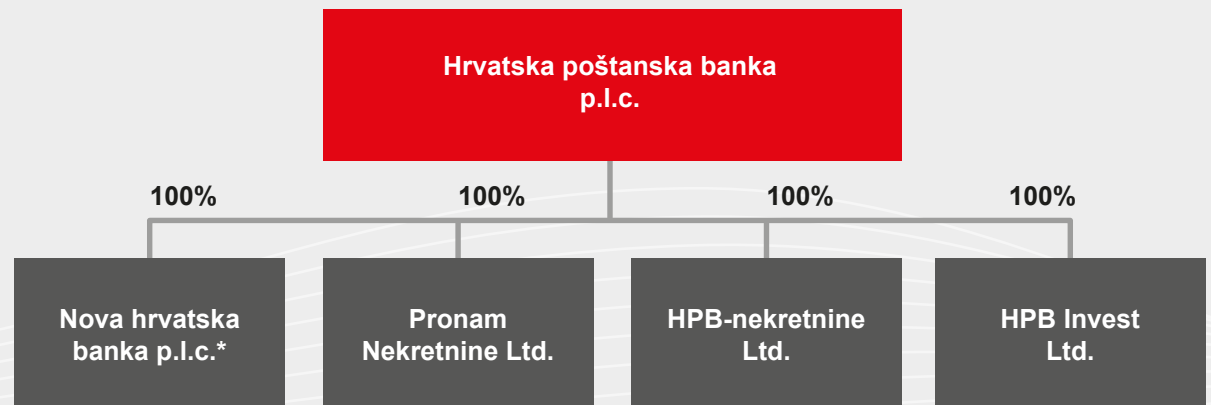 Hrvatska poštanska banka
p.l.c.
100%
100%
100%
100%
Nova hrvatska
banka p.l.c.*
Pronam
Nekretnine Ltd.
HPB-nekretnine
Ltd.
HPB Invest
Ltd.